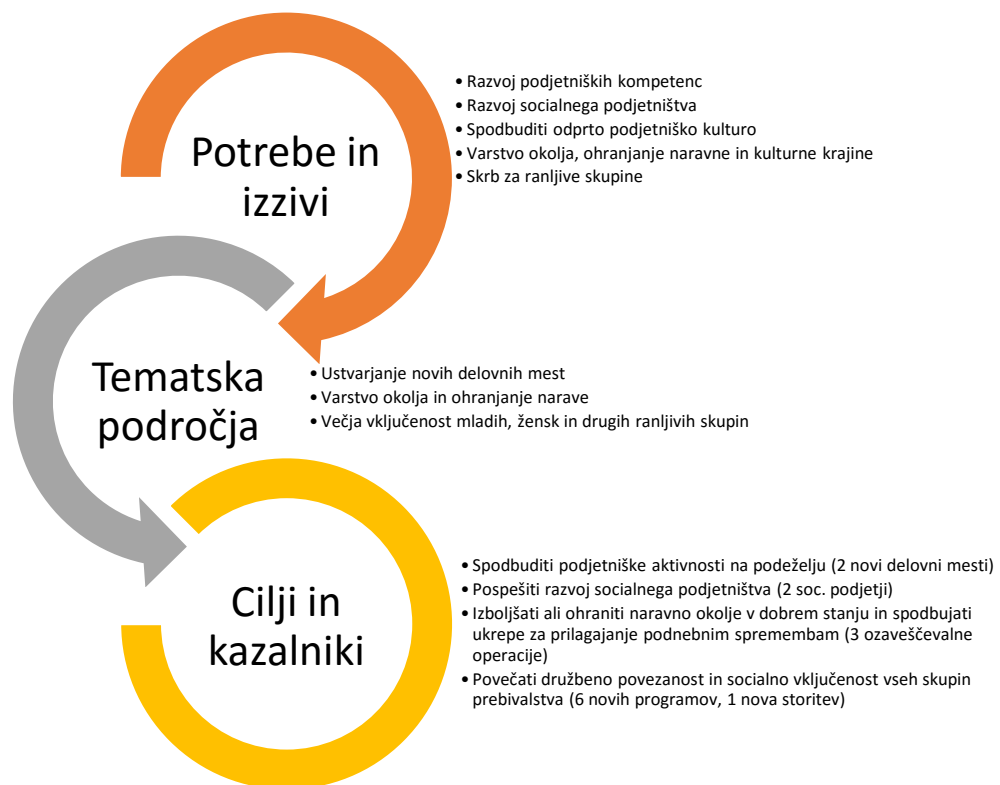 Potrebe in
izzivi
• Razvoj podjetniških kompetenc
• Razvoj socialnega podjetništva
• Spodbuditi odprto podjetniško kulturo
• Varstvo okolja, ohranjanje naravne in kulturne krajine
• Skrb za ranljive skupine
Tematska
področja
• Ustvarjanje novih delovnih mest
• Varstvo okolja in ohranjanje narave
• Večja vključenost mladih, žensk in drugih ranljivih skupin
Cilji in
kazalniki
• Spodbuditi podjetniške aktivnosti na podeželju (2 novi delovni mesti)
• Pospešiti razvoj socialnega podjetništva (2 soc. podjetji)
• Izboljšati ali ohraniti naravno okolje v dobrem stanju in spodbujati
ukrepe za prilagajanje podnebnim spremembam (3 ozaveščevalne
operacije)
• Povečati družbeno povezanost in socialno vključenost vseh skupin
prebivalstva (6 novih programov, 1 nova storitev)